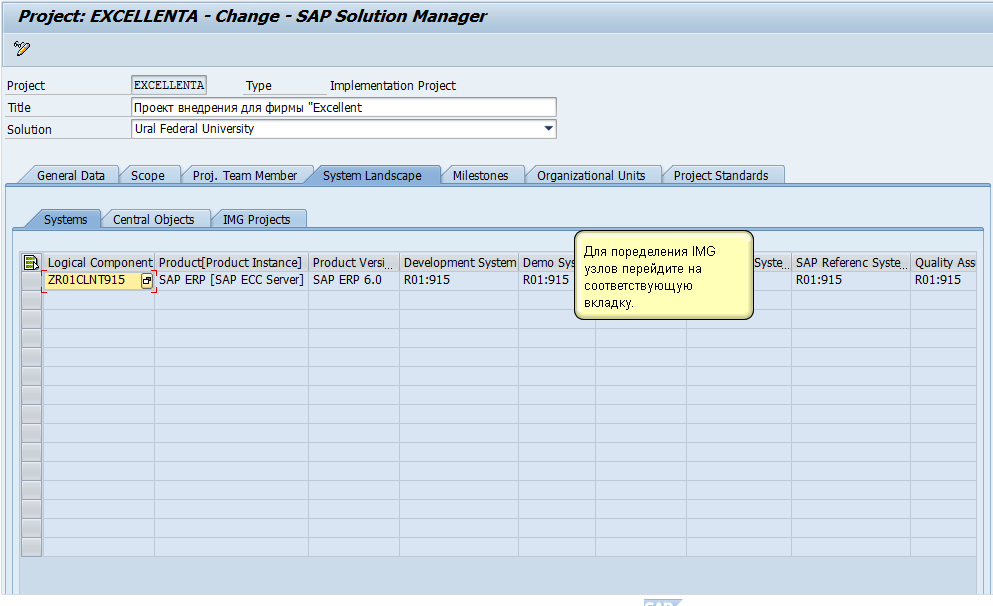 Project: EXCELLENTA - Change - SAP Solution Manager
Project EXCELLENTA Type Implementation Project
Title Проект внедрения для фирмы "Excellent
Solution Ural Federal University
General Data Scope Proj. Team Member System Landscape Milestones Organizational Units Project Standards
Systems Central Objects IMG Projects
Logical Component Product[Product Instance] Product Versi... Development System Demo Sys Syste... SAP Referenc Syste... Quality Ass
ZR01CLNT915 SAP ERP [SAP ECC Server] SAP ERP 6.0 R01:915 R01:915 R01:915 R01:915
Для поределения IMG
узлов перейдите на
соответствующую
вкладку.
SAP